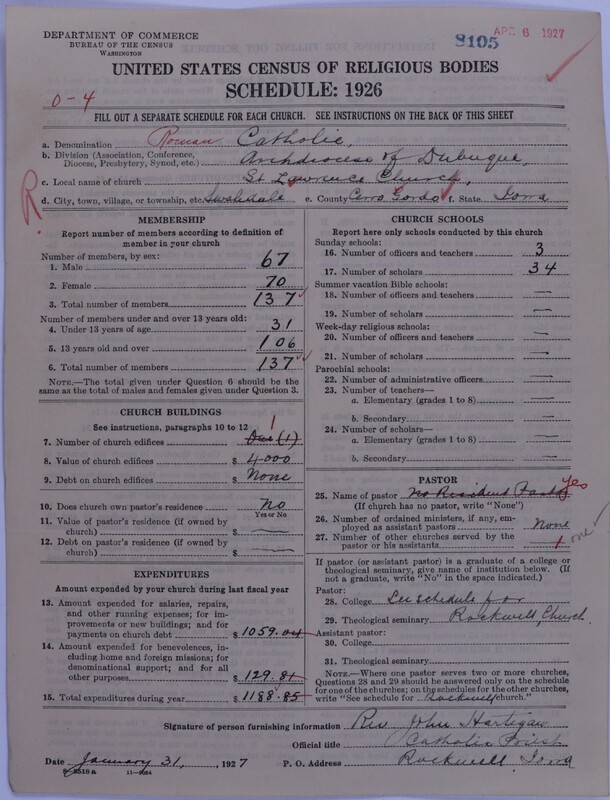 DEPARTMENT OF COMMERCE
BUREAU OF THE CENSUS
WASHINGTON
8105
APR 6 1927
UNITED STATES CENSUS OF RELIGIOUS BODIES
SCHEDULE: 1926
0-4
FILL OUT A SEPARATE SCHEDULE FOR EACH CHURCH. SEE INSTRUCTIONS ON THE BACK OF THIS SHEET
a. Denomination Roman Catholic,
b. Division (Association, Conference, Diocese, Presbytery, Synod, etc.) Archdiocese of Dubuque,
c. Local name of church St Lawrence Church,
R
d. City, town, village, or township, etc. Swaledale e. County Cerro Gordo f. State Iowa
MEMBERSHIP
Report number of members according to definition of
member in your church
Number of members, by sex:
1. Male 67
2. Female 70
3. Total number of members 137
Number of members under and over 13 years old:
4. Under 13 years of age 31
5. 13 years old and over 106
6. Total number of members 137
NOTE.—The total given under Question 6 should be
the same as the total of males and females given under Question 3.
CHURCH BUILDINGS
See instructions, paragraphs 10 to 12
7. Number of church edifices One (1) 1
8. Value of church edifices $ 4000
9. Debt on church edifices $ None
10. Does church own pastor's residence? No
Yes or No
11. Value of pastor's residence (if owned by
church) $ —
12. Debt on pastor's residence (if owned by
church) $ —
EXPENDITURES
Amount expended by your church during last fiscal year
13. Amount expended for salaries, repairs,
and other running expenses; for im-
provements or new buildings; and for
payments on church debt $ 1059.04
14. Amount expended for benevolences,
including home and foreign missions; for
denominational support; and for all
other purposes $ 129.81
15. Total expenditures during year $ 1188.85
CHURCH SCHOOLS
Report here only schools conducted by this church
Sunday schools:
16. Number of officers and teachers 3
17. Number of scholars 34
Summer vacation Bible schools:
18. Number of officers and teachers —
19. Number of scholars —
Week-day religious schools:
20. Number of officers and teachers —
21. Number of scholars —
Parochial schools:
22. Number of administrative officers —
23. Number of teachers—
a. Elementary (grades 1 to 8) —
b. Secondary —
24. Number of scholars—
a. Elementary (grades 1 to 8) —
b. Secondary —
PASTOR
yes
25. Name of pastor No Resident Pastor
(If church has no pastor, write "None")
26. Number of ordained ministers, if any, em-
ployed as assistant pastors None
27. Number of other churches served by the
pastor or his assistants 1 one
If pastor (or assistant pastor) is a graduate of a college or
theological seminary, give name of institution below. (If
not a graduate, write "No" in the space indicated.)
Pastor:
28. College See schedule for
29. Theological seminary Rockwell Church.
Assistant pastor:
30. College
31. Theological seminary
NOTE.—Where one pastor serves two or more churches,
Questions 28 and 29 should be answered only on the schedule
for one of the churches; on the schedules for the other churches,
write "See schedule for Rockwell church."
Signature of person furnishing information Rev John Hartigan
Official title Catholic Priest
Date January 31, 1927 P. O. Address Rockwell Iowa